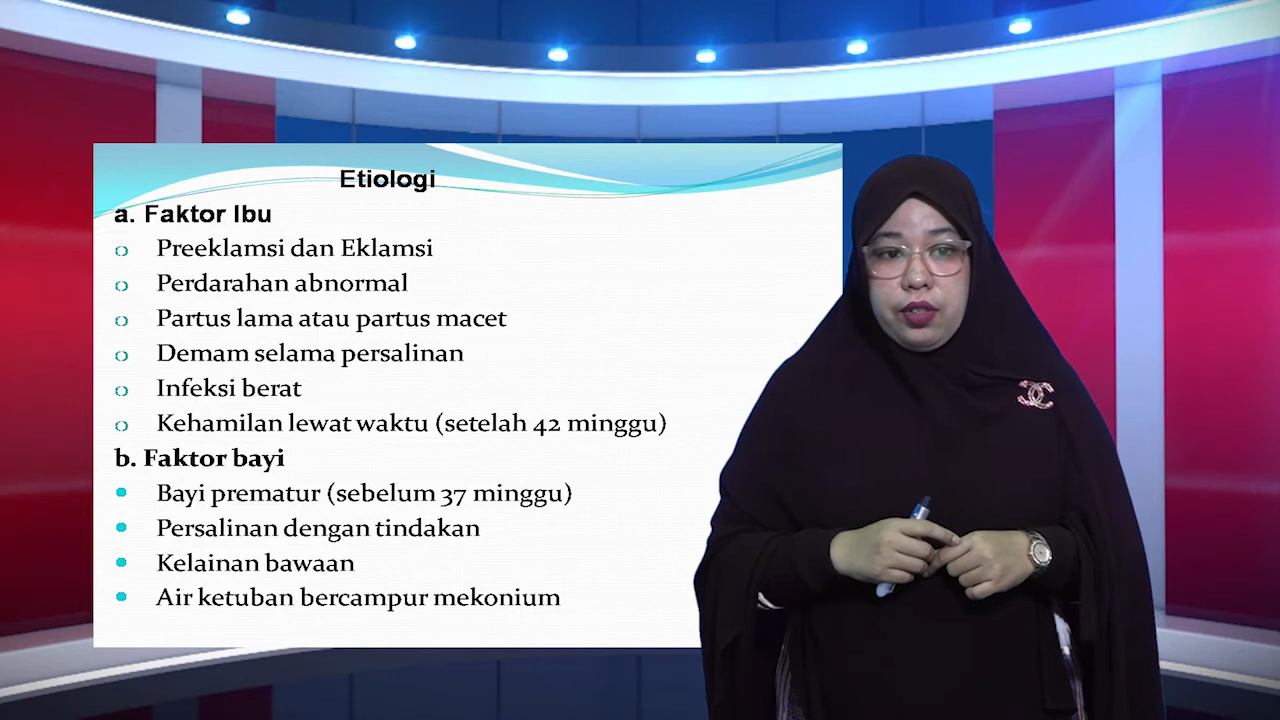 Etiologi
a. Faktor Ibu
Preeklamsi dan Eklamsi
Perdarahan abnormal
Partus lama atau partus macet
Demam selama persalinan
Infeksi berat
Kehamilan lewat waktu (setelah 42 minggu)
b. Faktor bayi
Bayi prematur (sebelum 37 minggu)
Persalinan dengan tindakan
Kelainan bawaan
Air ketuban bercampur mekonium